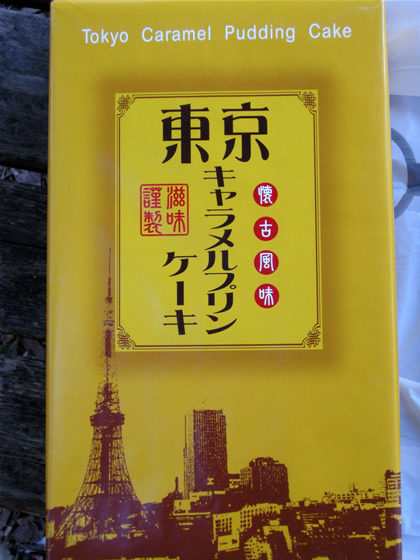 Tokyo Caramel Pudding Cake
東京
キャラメルプリン
ケーキ
懐古風味
滋味
謹製